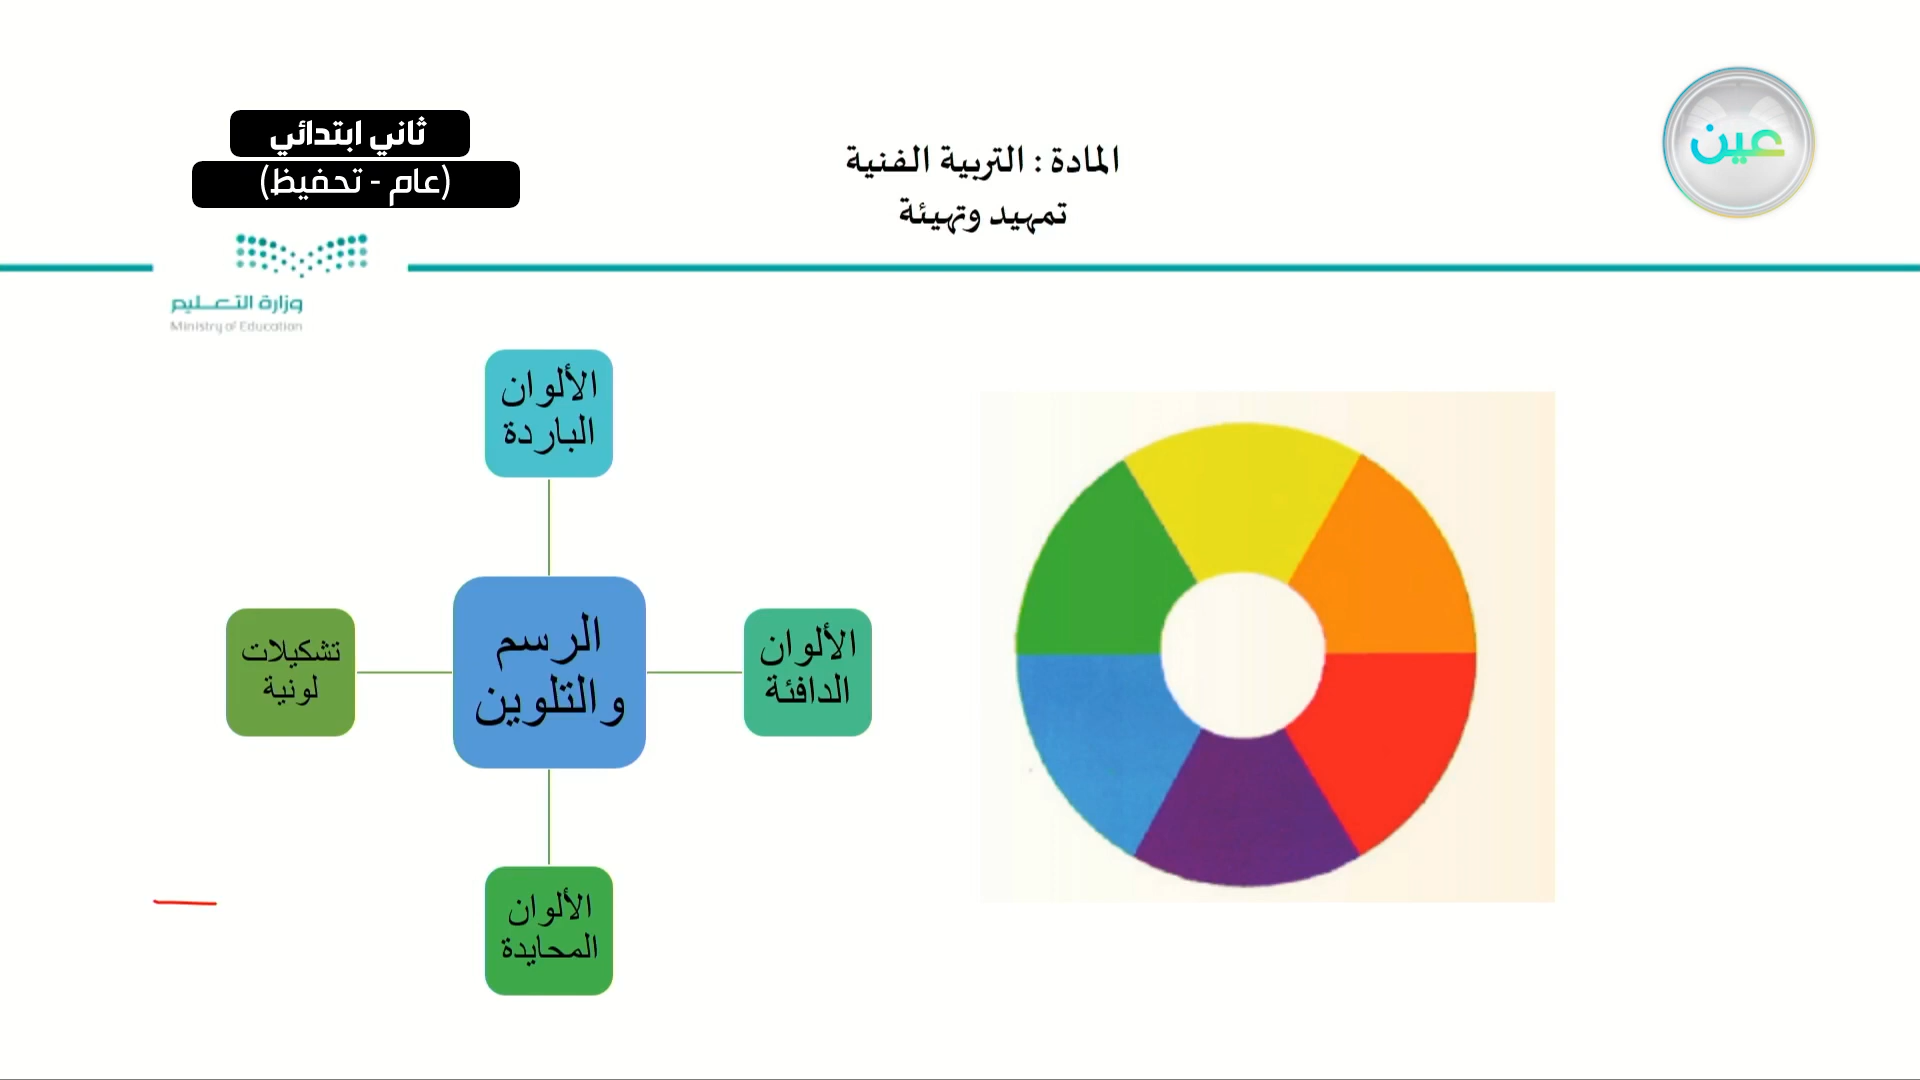 عين
المادة : التربية الفنية
تمهيد وتهيئة
ثاني ابتدائي
(عام - تحفيظ)
وزارة التعليم
Ministry of Education
الألوان
الباردة
الرسم
والتلوين
الألوان
الدافئة
تشكيلات
لونية
الألوان
المحايدة